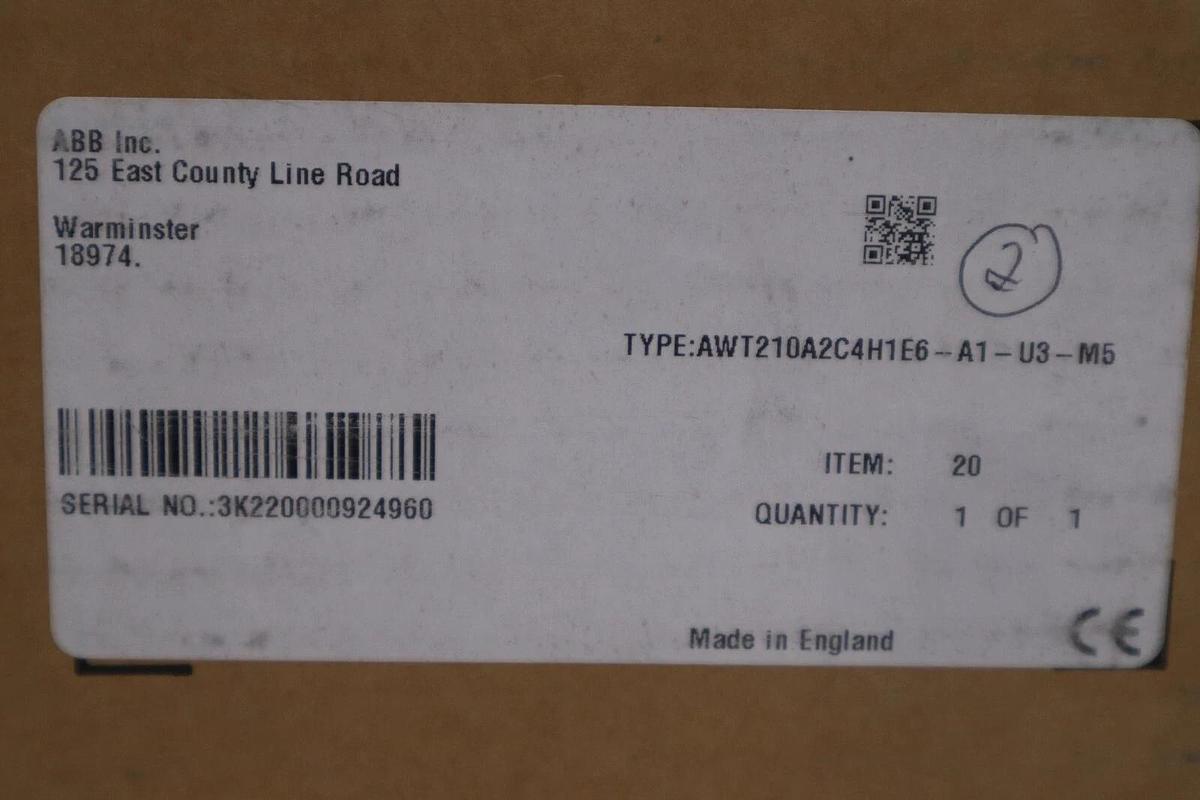 ABB Inc.
125 East County Line Road
Warminster
18974.
2
TYPE:AWT210A2C4H1E6-A1-U3-M5
SERIAL NO.:3K220000924960
ITEM: 20
QUANTITY: 1 OF 1
Made in England
CE